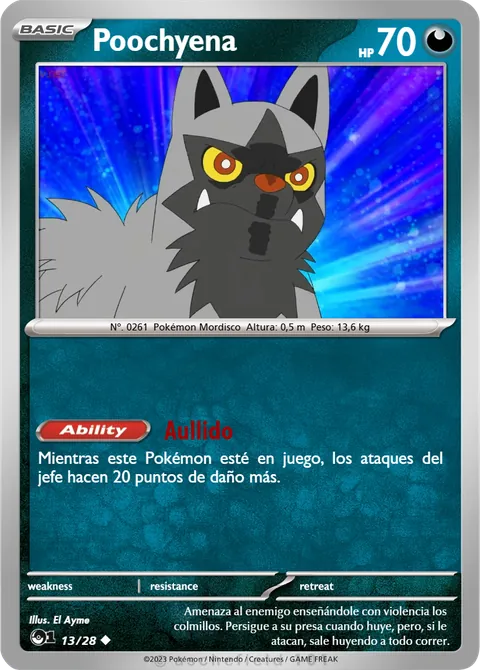 BASIC
Poochyena
HP 70
Nº. 0261 Pokémon Mordisco Altura: 0,5 m Peso: 13,6 kg
Ability Aullido
Mientras este Pokémon esté en juego, los ataques del
jefe hacen 20 puntos de daño más.
weakness resistance retreat
Illus. El Ayme
13/28
Amenaza al enemigo enseñándole con violencia los
colmillos. Persigue a su presa cuando huye, pero, si le
atacan, sale huyendo a todo correr.
©2023 Pokémon / Nintendo / Creatures / GAME FREAK